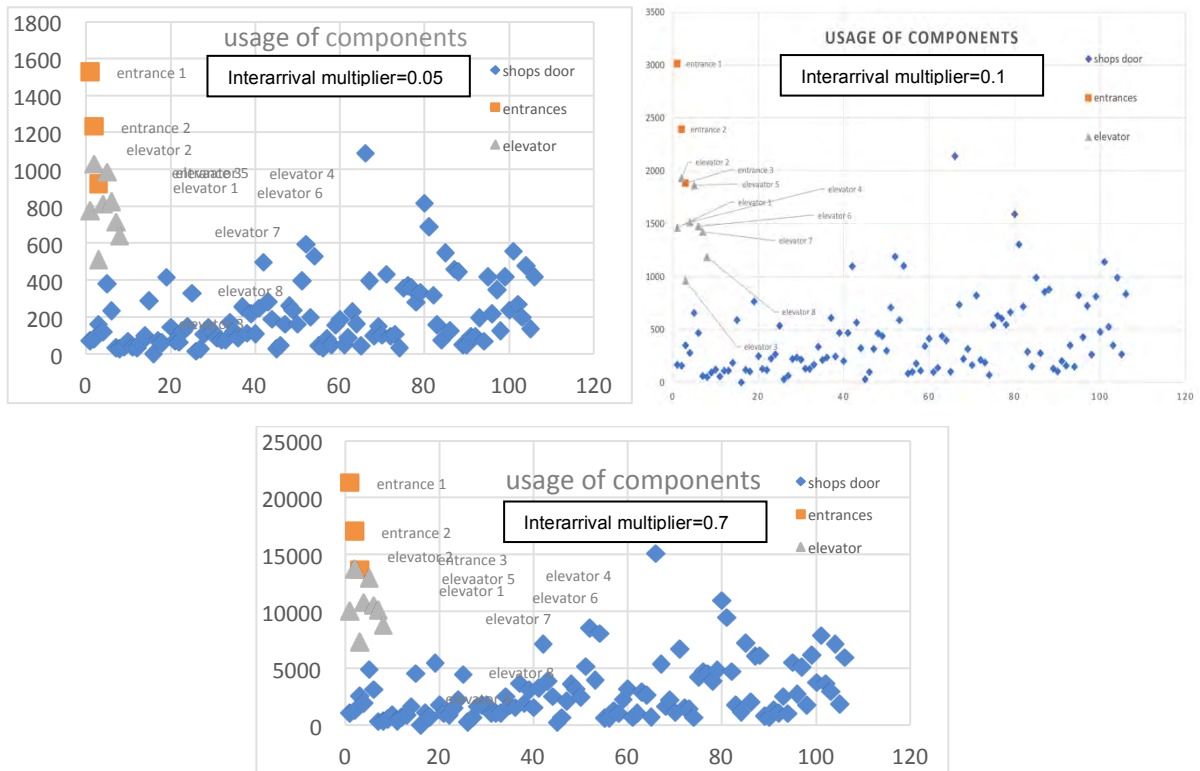 usage of components
Interarrival multiplier=0.05
shops door
entrances
elevator
1800
1600
1400
1200
1000
800
600
400
200
0
entrance 1
entrance 2
elevator 2
elevator 1
elevator 4
elevator 6
elevator 7
elevator 8
elevator 3
0 20 40 60 80 100 120
USAGE OF COMPONENTS
Interarrival multiplier=0.1
shops door
entrances
elevator
3500
3000
2500
2000
1500
1000
500
0
entrance 1
entrance 2
elevator 2
entrance 3
elevator 5
elevator 4
elevator 1
elevator 6
elevator 7
elevator 8
elevator 3
0 20 40 60 80 100 120
usage of components
Interarrival multiplier=0.7
shops door
entrances
elevator
25000
20000
15000
10000
5000
0
entrance 1
entrance 2
elevator 2
entrance 3
elevaator 5
elevator 1
elevator 4
elevator 6
elevator 7
elevator 8
0 20 40 60 80 100 120